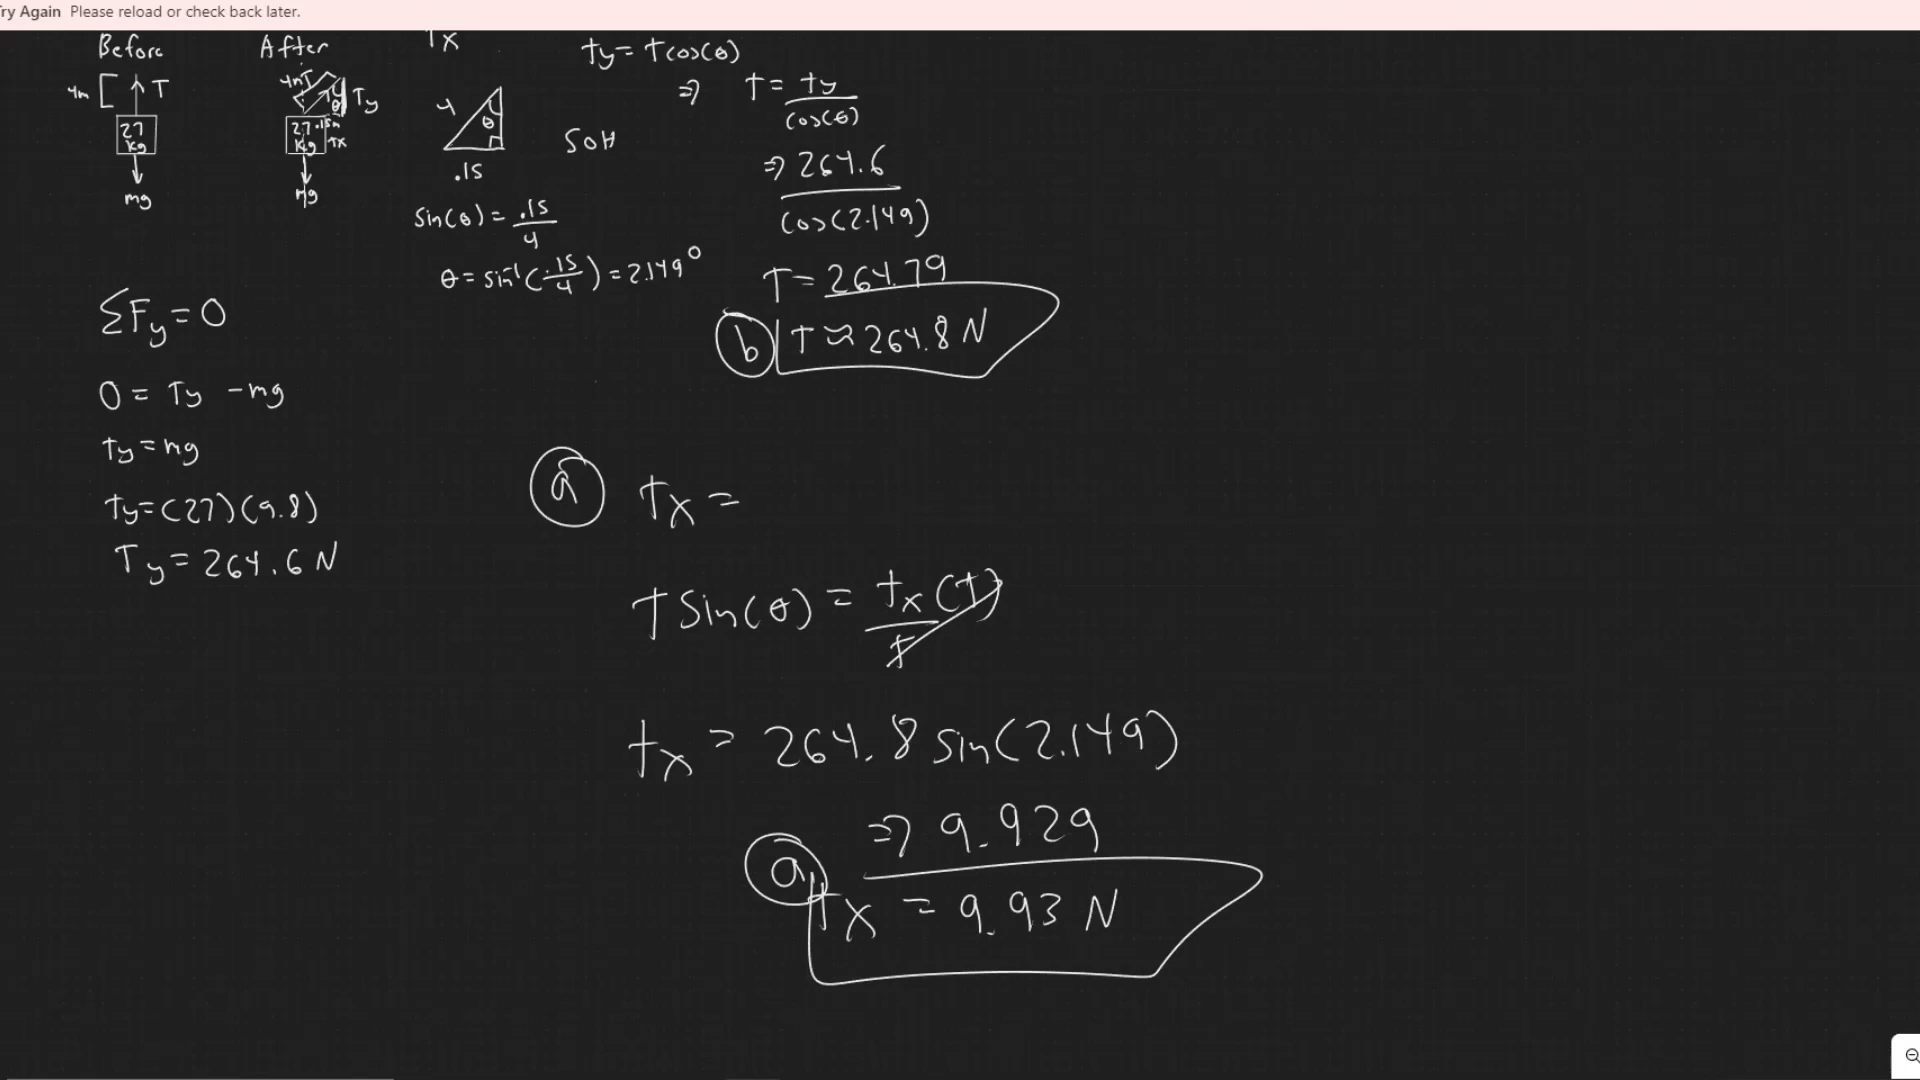 Try Again Please reload or check back later.
Before After Tx
4m T
27
kg
mg
4m T
Ty
θ
27 .15m
kg Tx
mg
4
θ
.15
SOH
sin(θ) = .15/4
θ = sin⁻¹(.15/4) = 2.149°
ΣFy = 0
0 = Ty - mg
Ty = mg
Ty = (27)(9.8)
Ty = 264.6 N
Ty = Tcos(θ)
⇒ T = Ty/cos(θ)
⇒ 264.6/cos(2.149)
T = 264.79
b T ≈ 264.8 N
a Tx =
T sin(θ) = Tx(T)/T
Tx = 264.8 sin(2.149)
⇒ 9.929
a Tx = 9.93 N